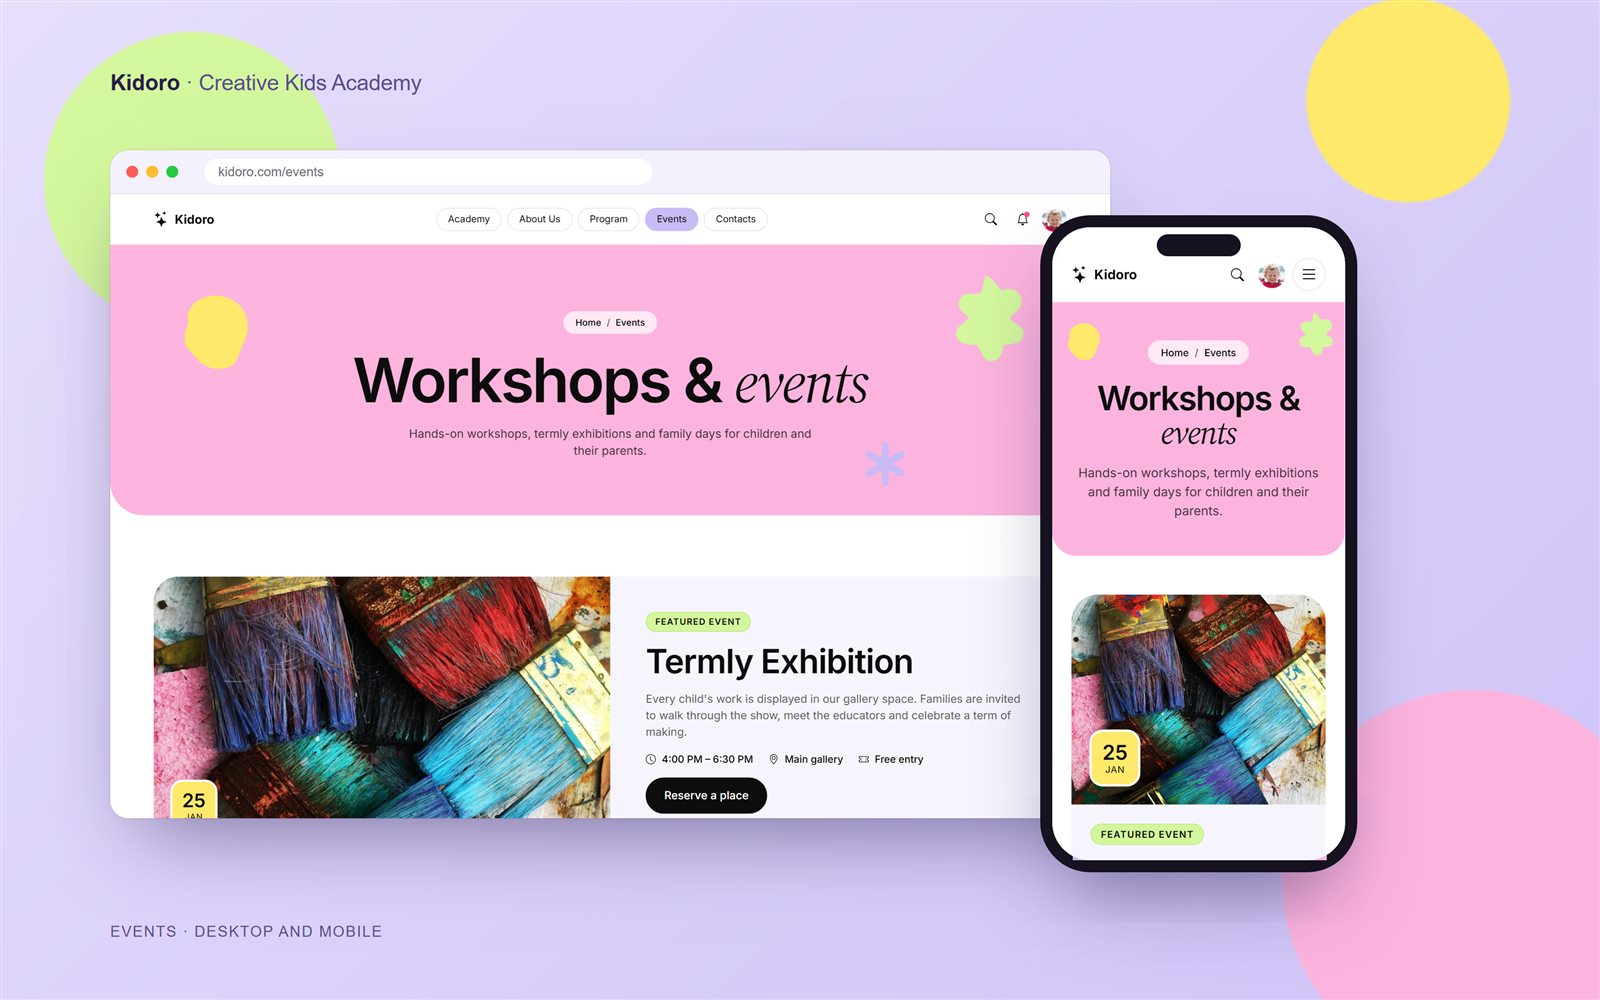 Kidoro · Creative Kids Academy
kidoro.com/events
Kidoro
Academy
About Us
Program
Events
Contacts
Home / Events
Workshops & events
Hands-on workshops, termly exhibitions and family days for children and
their parents.
FEATURED EVENT
Termly Exhibition
Every child's work is displayed in our gallery space. Families are invited
to walk through the show, meet the educators and celebrate a term of
making.
4:00 PM – 6:30 PM
Main gallery
Free entry
Reserve a place
25
JAN
Kidoro
Home / Events
Workshops &
events
Hands-on workshops, termly exhibitions
and family days for children and their
parents.
25
JAN
FEATURED EVENT
EVENTS · DESKTOP AND MOBILE